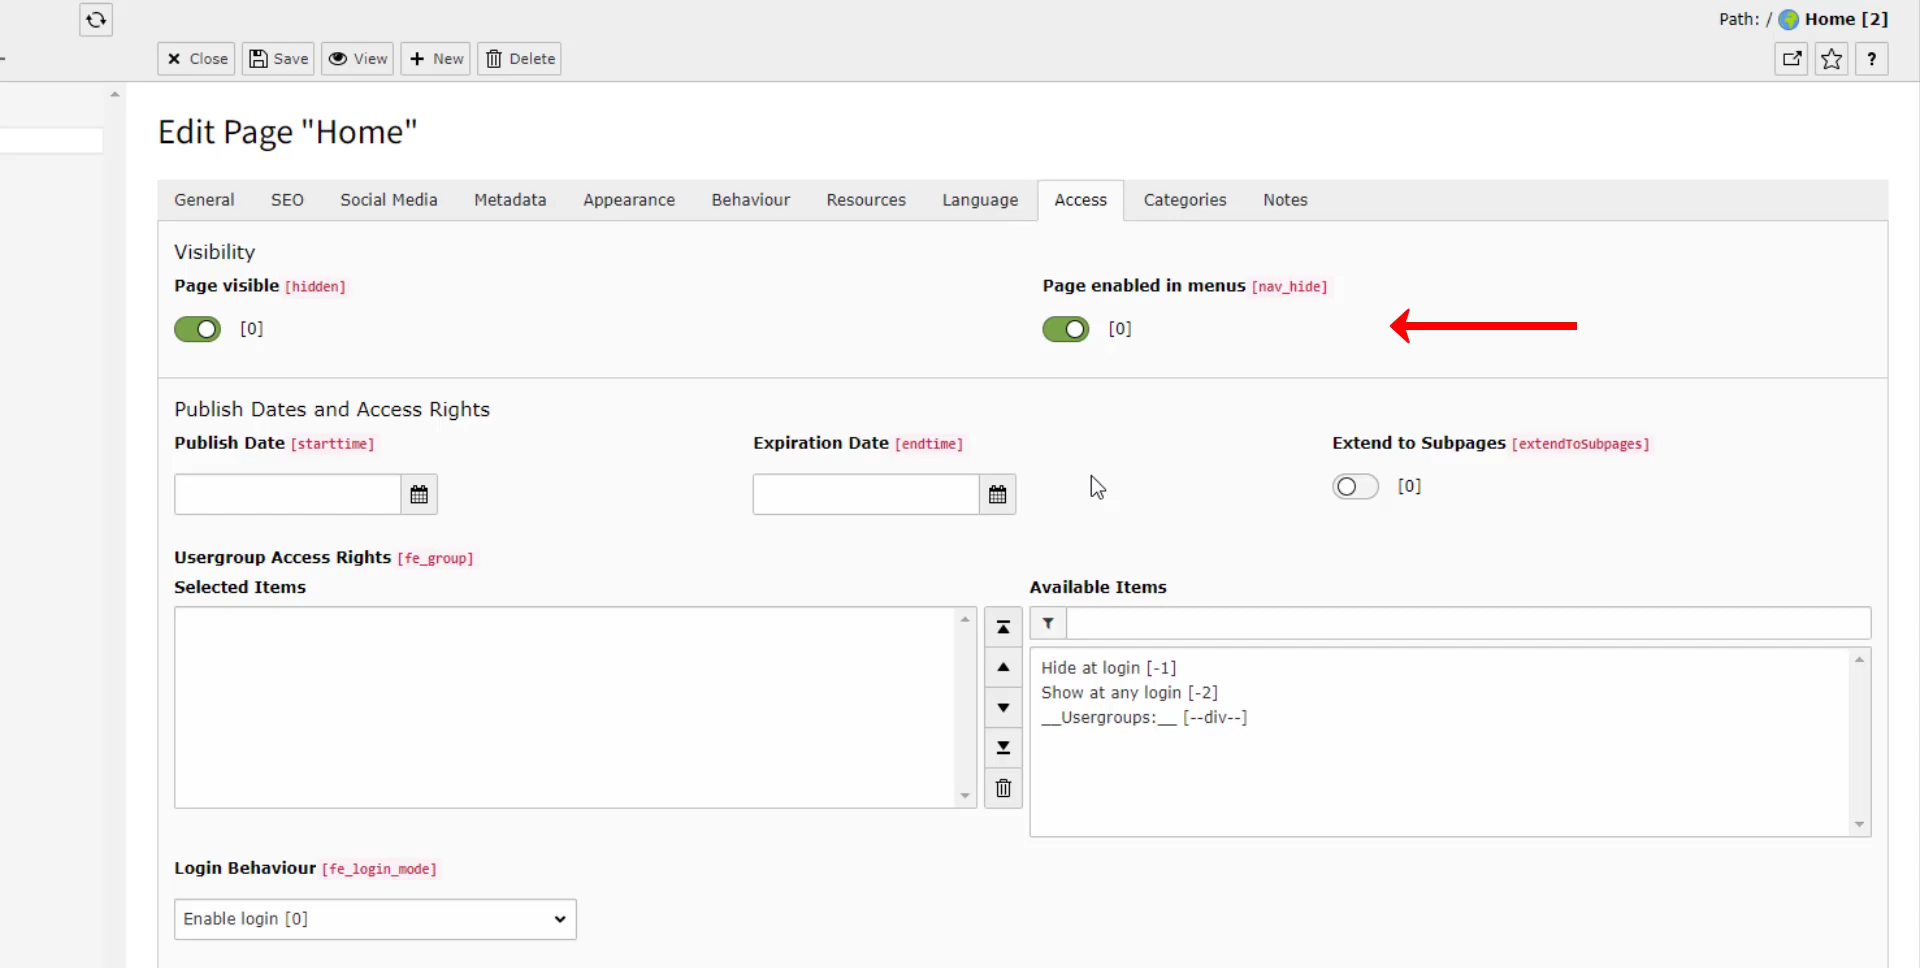 Path: / Home [2]
Close Save View New Delete ?
Edit Page "Home"
General SEO Social Media Metadata Appearance Behaviour Resources Language Access Categories Notes
Visibility
Page visible [hidden] Page enabled in menus [nav_hide]
[0] [0]
Publish Dates and Access Rights
Publish Date [starttime] Expiration Date [endtime] Extend to Subpages [extendToSubpages]
[0]
Usergroup Access Rights [fe_group]
Selected Items Available Items
Hide at login [-1]
Show at any login [-2]
__Usergroups:__ [--div--]
Login Behaviour [fe_login_mode]
Enable login [0]